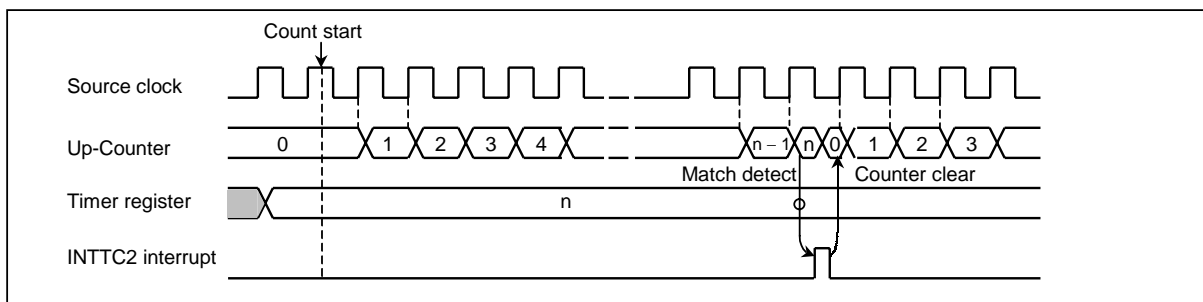 Count start
Source clock
Up-Counter 0 1 2 3 4 n – 1 n 0 1 2 3
Match detect Counter clear
Timer register n
INTTC2 interrupt